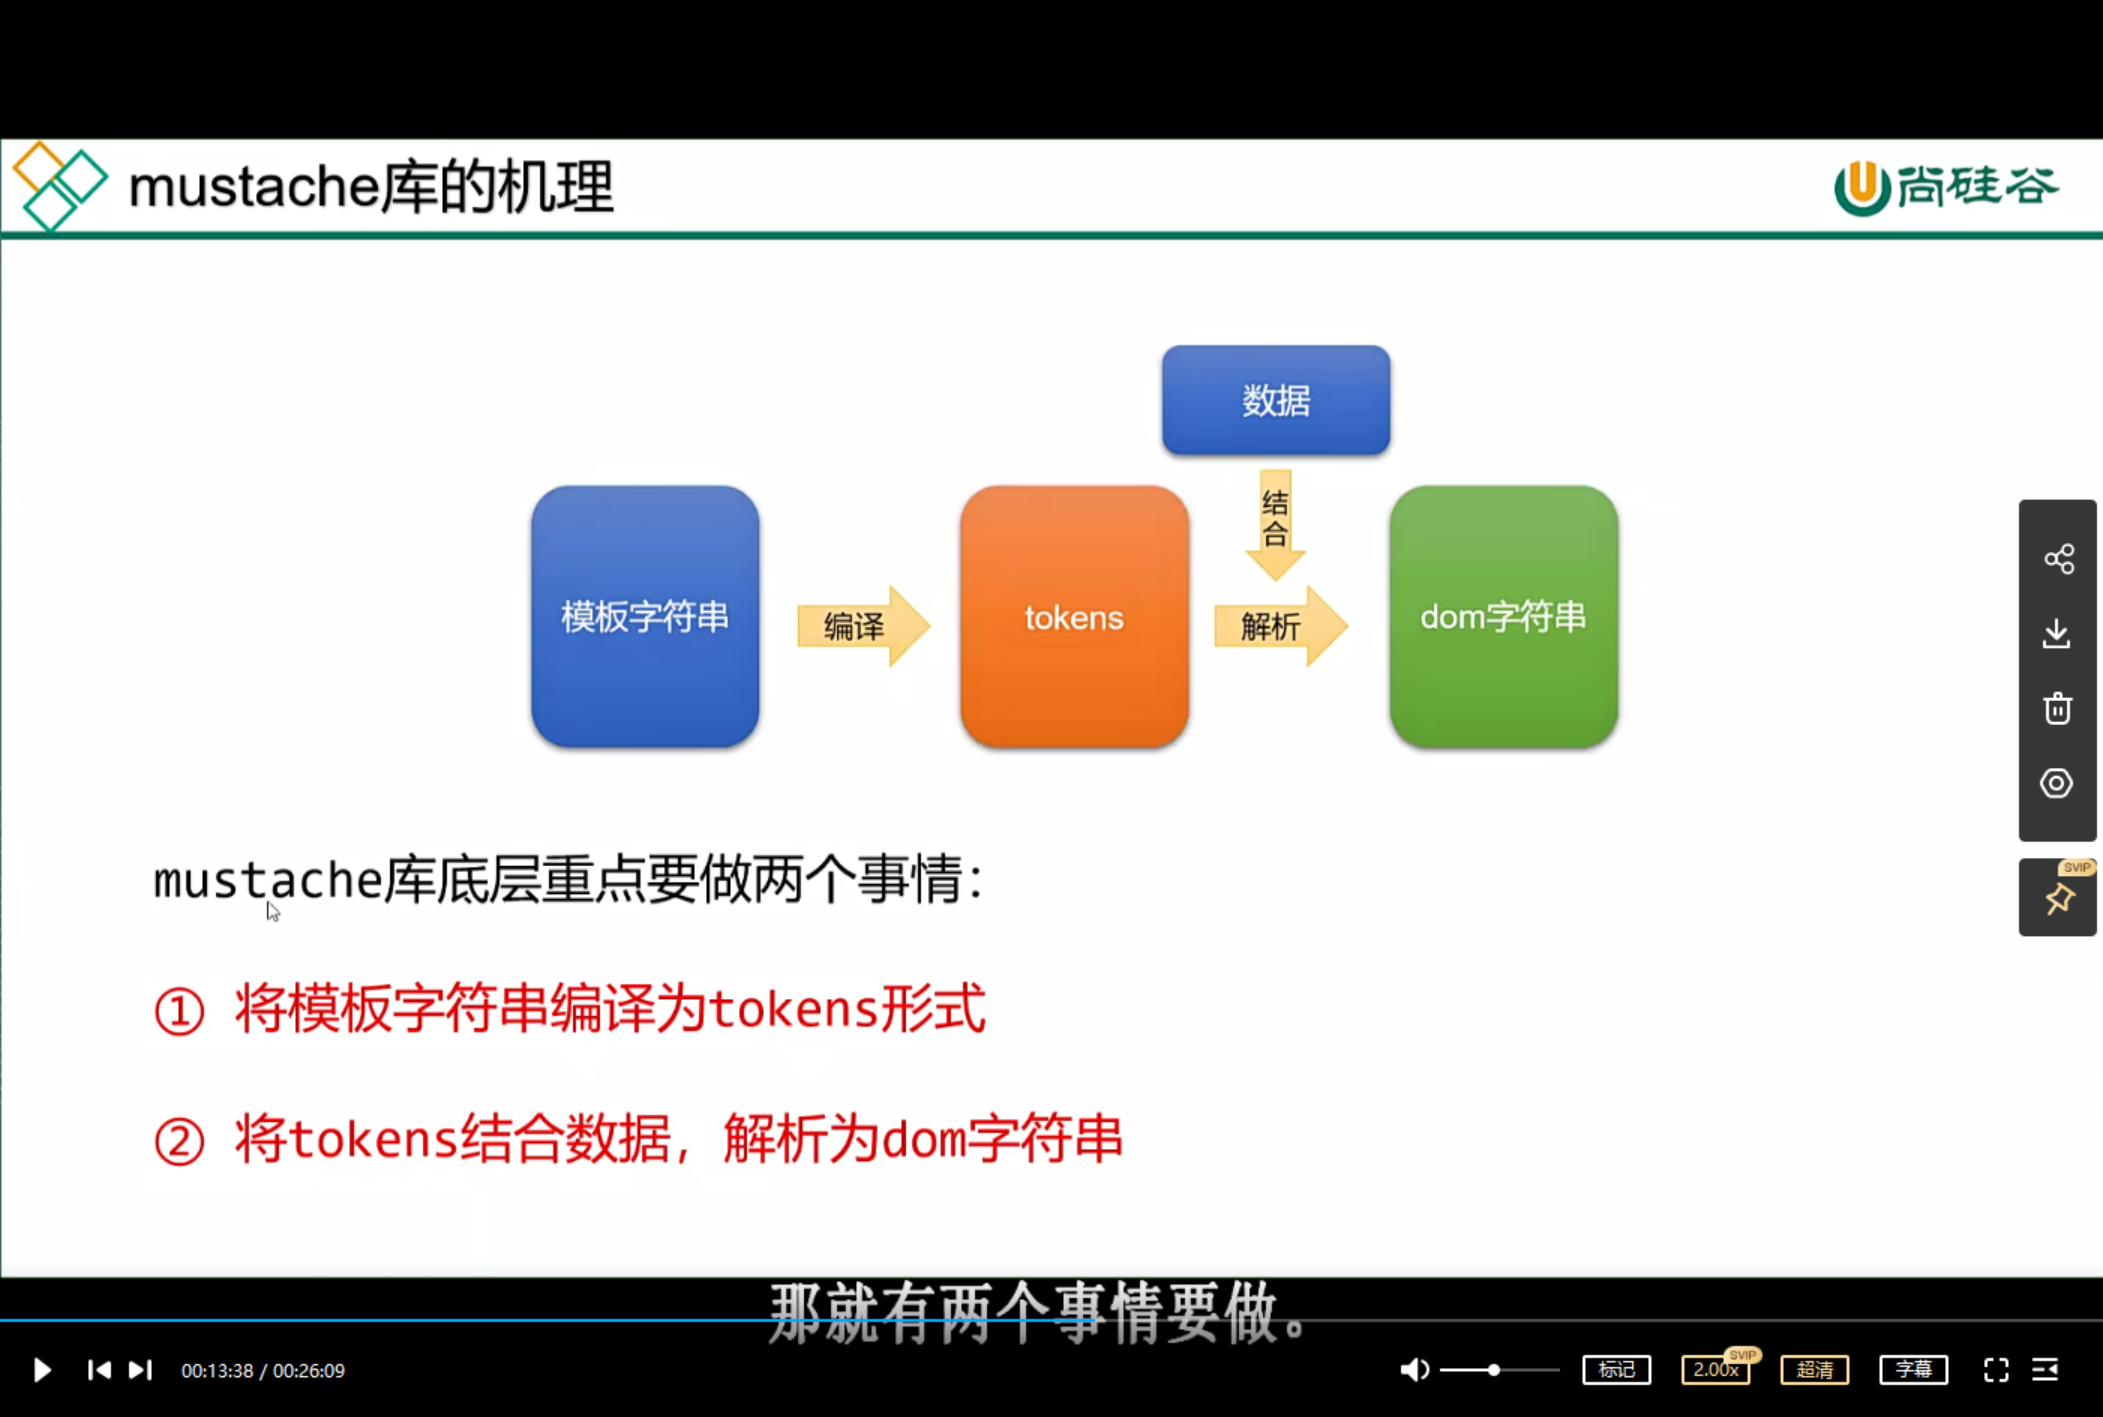 mustache库的机理
尚硅谷
数据
结合
模板字符串
编译
tokens
解析
dom字符串
mustache库底层重点要做两个事情：
① 将模板字符串编译为tokens形式
② 将tokens结合数据，解析为dom字符串
SVIP
那就有两个事情要做。
00:13:38 / 00:26:09
标记
2.00x
SVIP
超清
字幕